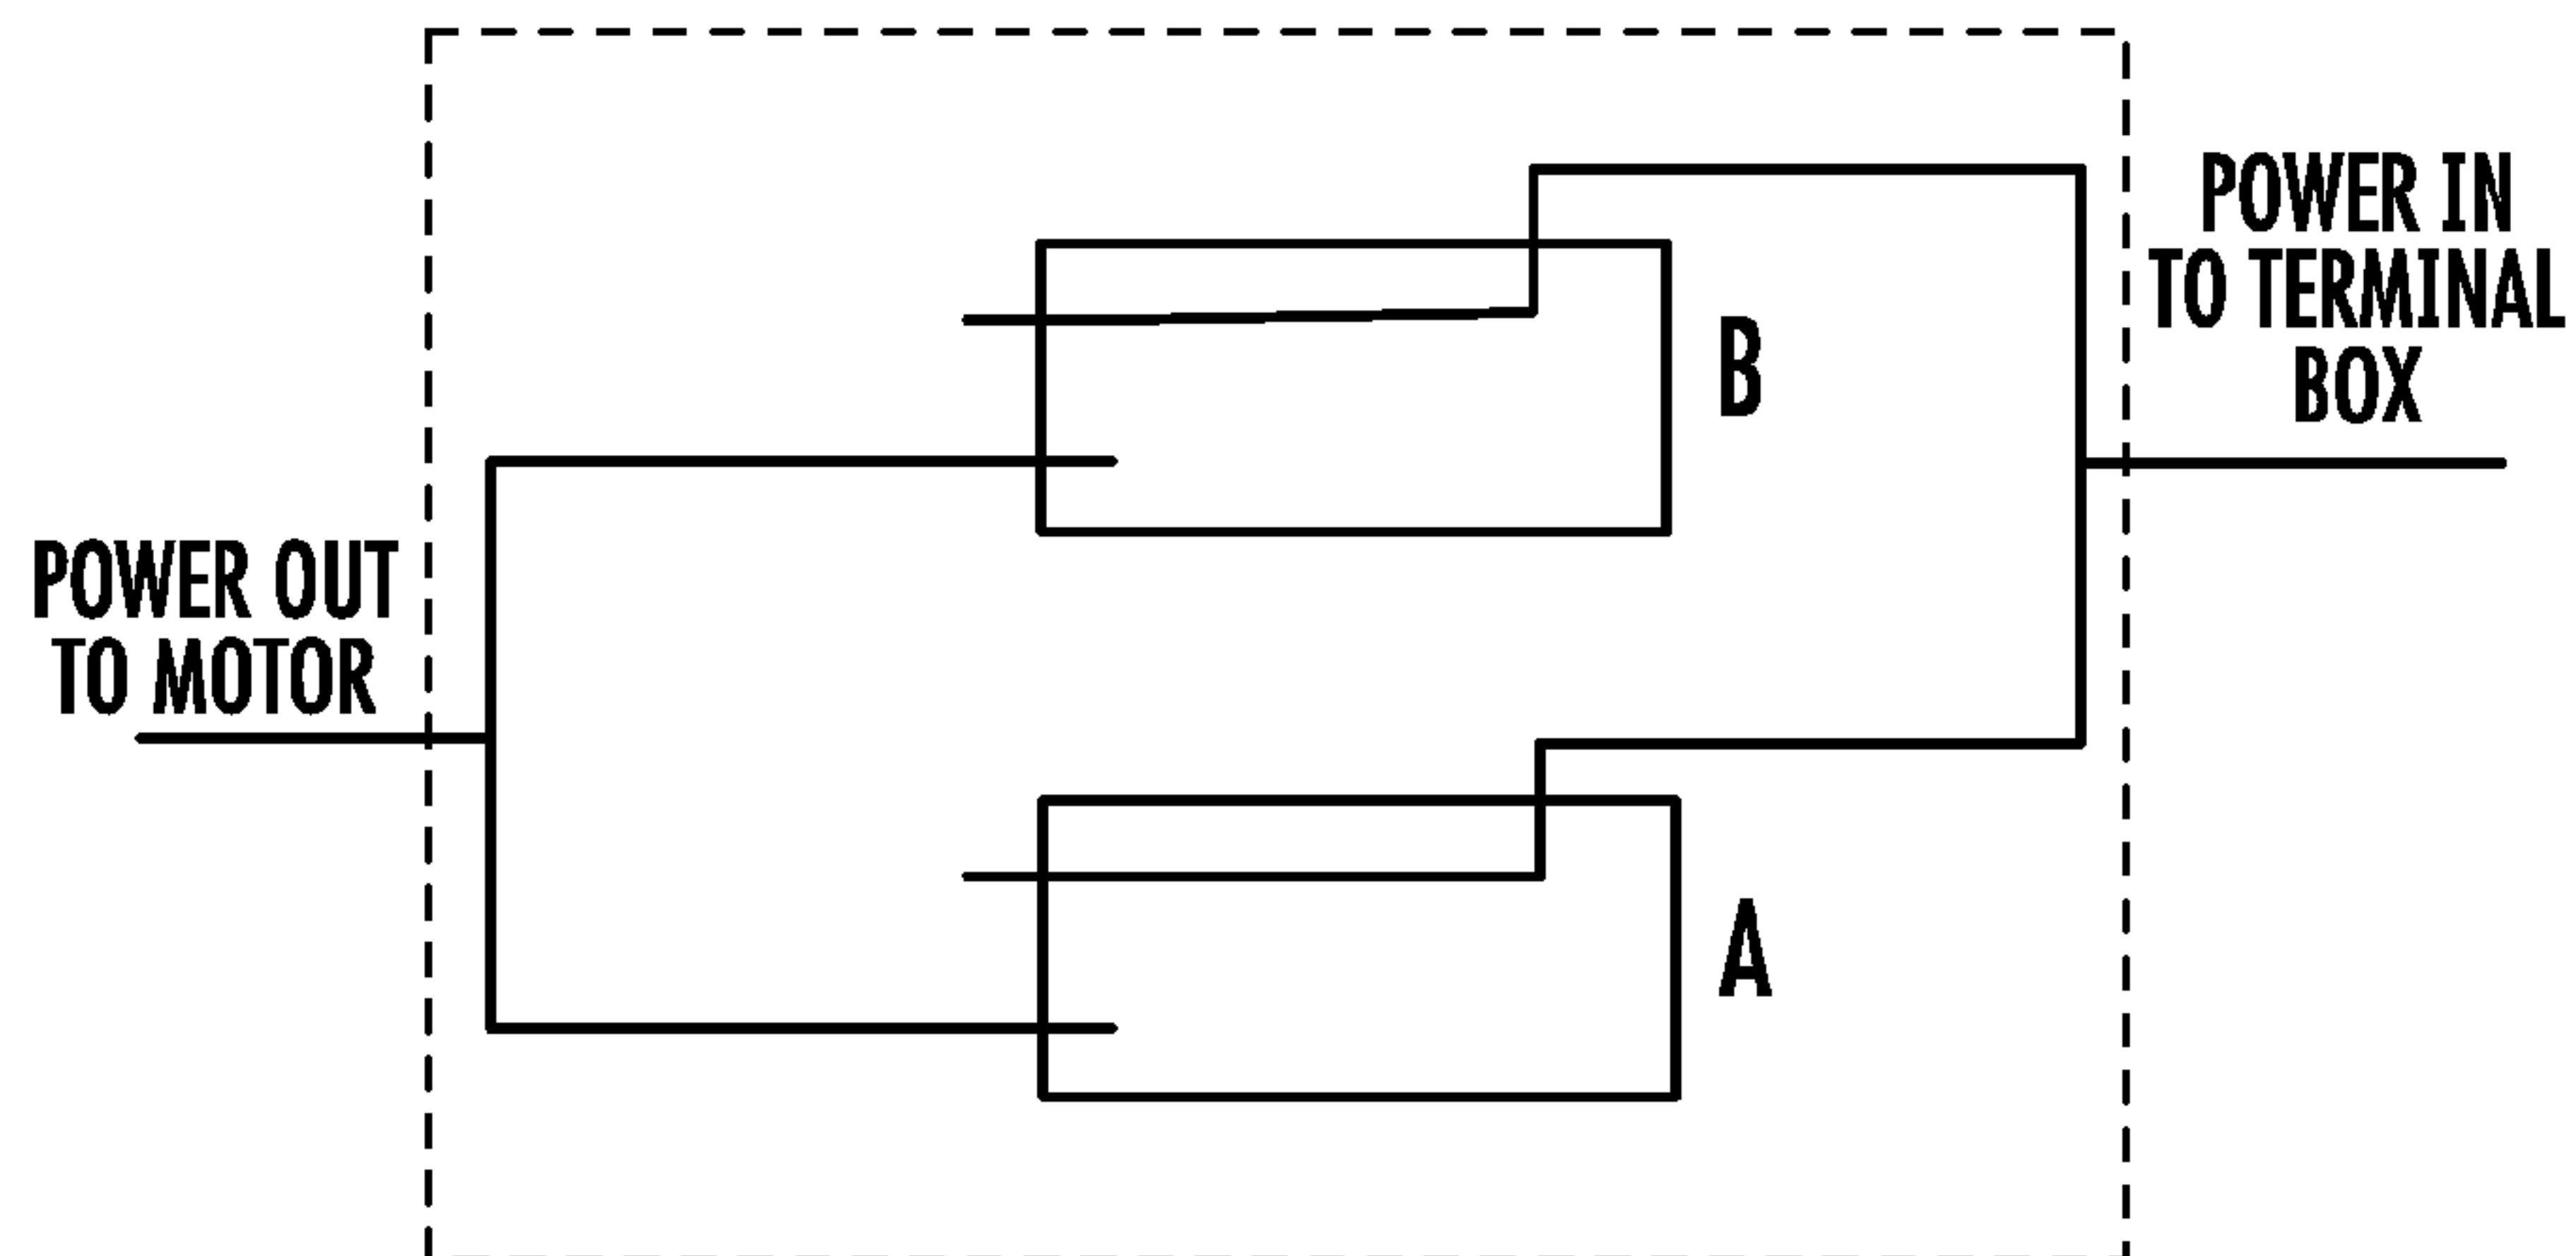 POWER IN
TO TERMINAL
BOX
B
POWER OUT
TO MOTOR
A